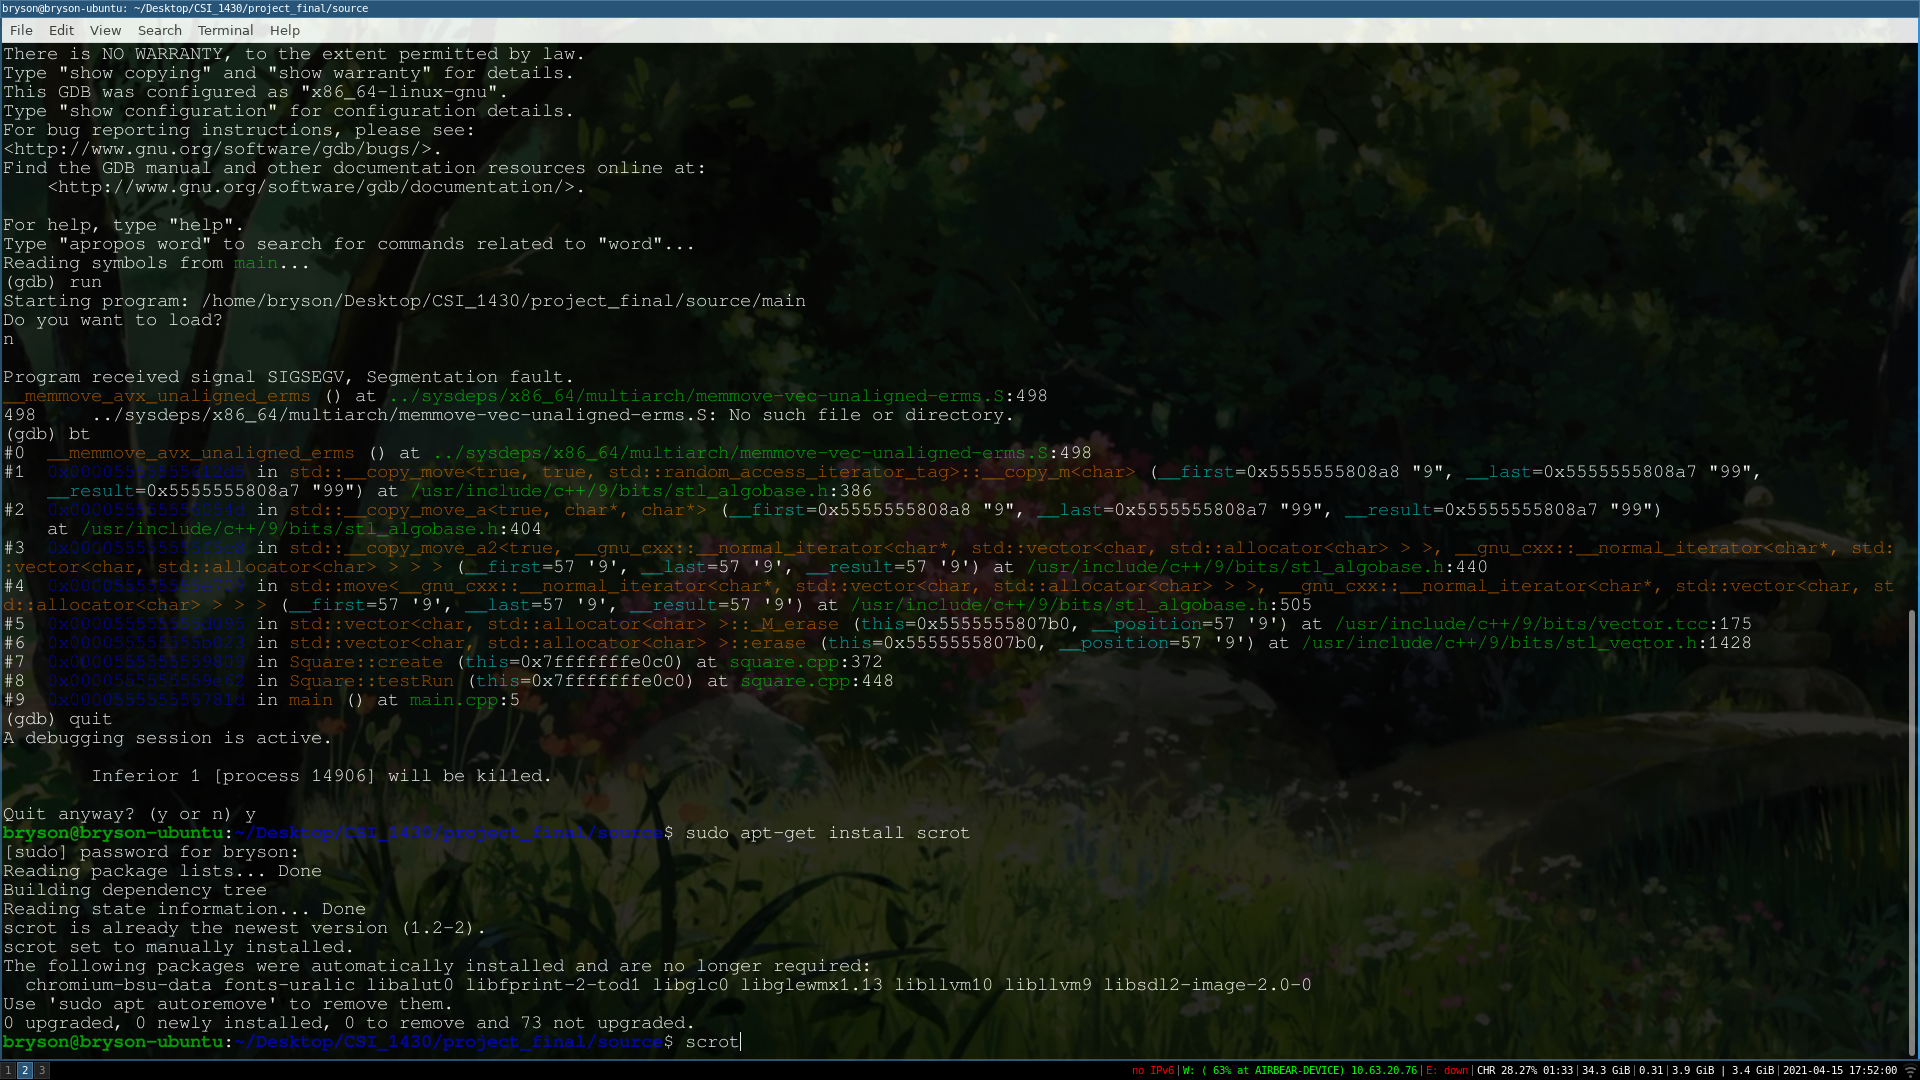 bryson@bryson-ubuntu: ~/Desktop/CSI_1430/project_final/source
File Edit View Search Terminal Help
There is NO WARRANTY, to the extent permitted by law.
Type "show copying" and "show warranty" for details.
This GDB was configured as "x86_64-linux-gnu".
Type "show configuration" for configuration details.
For bug reporting instructions, please see:
<http://www.gnu.org/software/gdb/bugs/>.
Find the GDB manual and other documentation resources online at:
    <http://www.gnu.org/software/gdb/documentation/>.
For help, type "help".
Type "apropos word" to search for commands related to "word"...
Reading symbols from main...
(gdb) run
Starting program: /home/bryson/Desktop/CSI_1430/project_final/source/main
Do you want to load?
n
Program received signal SIGSEGV, Segmentation fault.
__memmove_avx_unaligned_erms () at ../sysdeps/x86_64/multiarch/memmove-vec-unaligned-erms.S:498
498     ../sysdeps/x86_64/multiarch/memmove-vec-unaligned-erms.S: No such file or directory.
(gdb) bt
#0  __memmove_avx_unaligned_erms () at ../sysdeps/x86_64/multiarch/memmove-vec-unaligned-erms.S:498
#1  in std::__copy_move<true, true, std::random_access_iterator_tag>::__copy_m<char> (__first=0x5555555808a8 "9", __last=0x5555555808a7 "99",
    __result=0x5555555808a7 "99") at /usr/include/c++/9/bits/stl_algobase.h:386
#2  in std::__copy_move_a<true, char*, char*> (__first=0x5555555808a8 "9", __last=0x5555555808a7 "99", __result=0x5555555808a7 "99")
    at /usr/include/c++/9/bits/stl_algobase.h:404
#3  in std::__copy_move_a2<true, __gnu_cxx::__normal_iterator<char*, std::vector<char, std::allocator<char> > >, __gnu_cxx::__normal_iterator<char*, std:
:vector<char, std::allocator<char> > > > (__first=57 '9', __last=57 '9', __result=57 '9') at /usr/include/c++/9/bits/stl_algobase.h:440
#4  in std::move<__gnu_cxx::__normal_iterator<char*, std::vector<char, std::allocator<char> > >, __gnu_cxx::__normal_iterator<char*, std::vector<char, st
d::allocator<char> > > > (__first=57 '9', __last=57 '9', __result=57 '9') at /usr/include/c++/9/bits/stl_algobase.h:505
#5  in std::vector<char, std::allocator<char> >::_M_erase (this=0x5555555807b0, __position=57 '9') at /usr/include/c++/9/bits/vector.tcc:175
#6  in std::vector<char, std::allocator<char> >::erase (this=0x5555555807b0, __position=57 '9') at /usr/include/c++/9/bits/stl_vector.h:1428
#7  in Square::create (this=0x7fffffffe0c0) at square.cpp:372
#8  in Square::testRun (this=0x7fffffffe0c0) at square.cpp:448
#9  in main () at main.cpp:5
(gdb) quit
A debugging session is active.
        Inferior 1 [process 14906] will be killed.
Quit anyway? (y or n) y
bryson@bryson-ubuntu:~/Desktop/CSI_1430/project_final/source$ sudo apt-get install scrot
[sudo] password for bryson:
Reading package lists... Done
Building dependency tree
Reading state information... Done
scrot is already the newest version (1.2-2).
scrot set to manually installed.
The following packages were automatically installed and are no longer required:
  chromium-bsu-data fonts-uralic libalut0 libfprint-2-tod1 libglc0 libglewmx1.13 libllvm10 libllvm9 libsdl2-image-2.0-0
Use 'sudo apt autoremove' to remove them.
0 upgraded, 0 newly installed, 0 to remove and 73 not upgraded.
bryson@bryson-ubuntu:~/Desktop/CSI_1430/project_final/source$ scrot
1 2 3 no IPv6|W: ( 63% at AIRBEAR-DEVICE) 10.63.20.76|E: down|CHR 28.27% 01:33|34.3 GiB|0.31|3.9 GiB | 3.4 GiB|2021-04-15 17:52:00